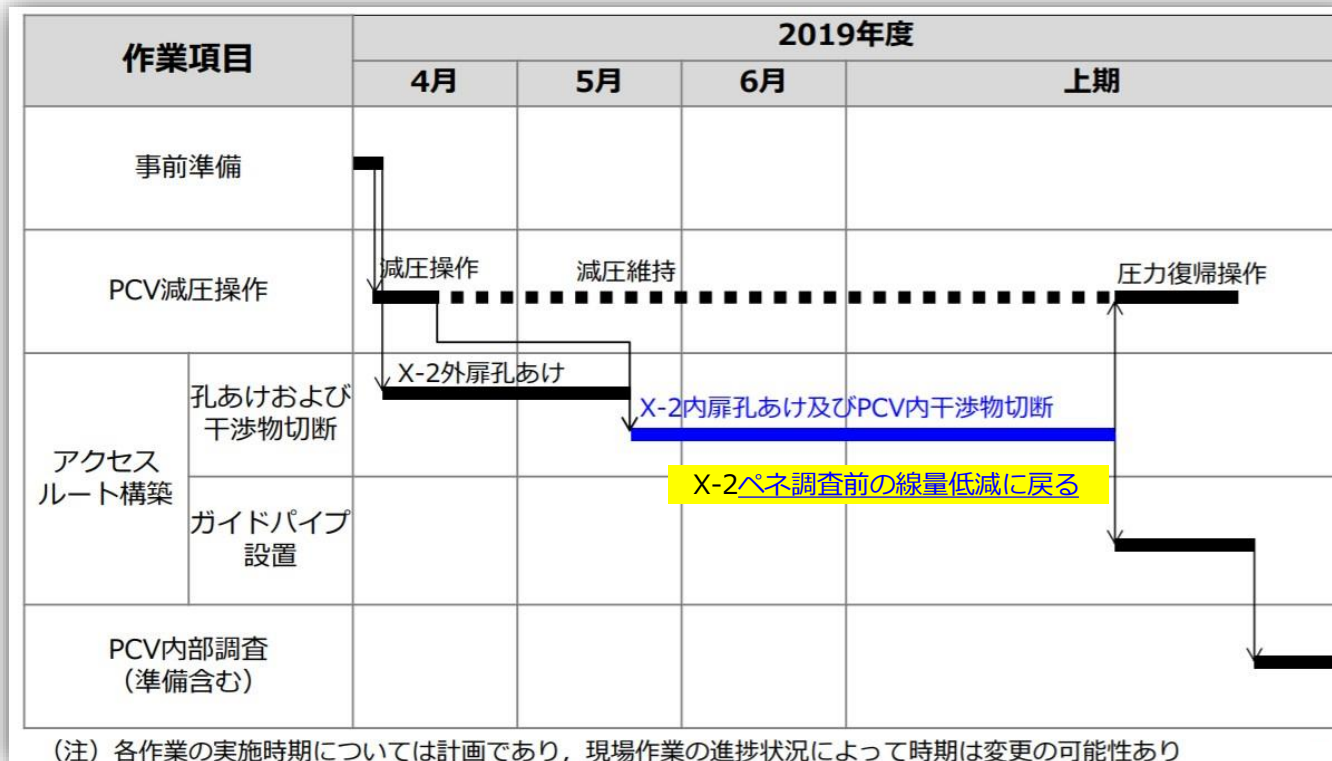 作業項目
2019年度
4月
5月
6月
上期
事前準備
PCV減圧操作
減圧操作
減圧維持
圧力復帰操作
アクセス
ルート構築
孔あけおよび
干渉物切断
X-2外扉孔あけ
X-2内扉孔あけ及びPCV内干渉物切断
X-2ペネ調査前の線量低減に戻る
ガイドパイプ
設置
PCV内部調査
（準備含む）
（注）各作業の実施時期については計画であり，現場作業の進捗状況によって時期は変更の可能性あり